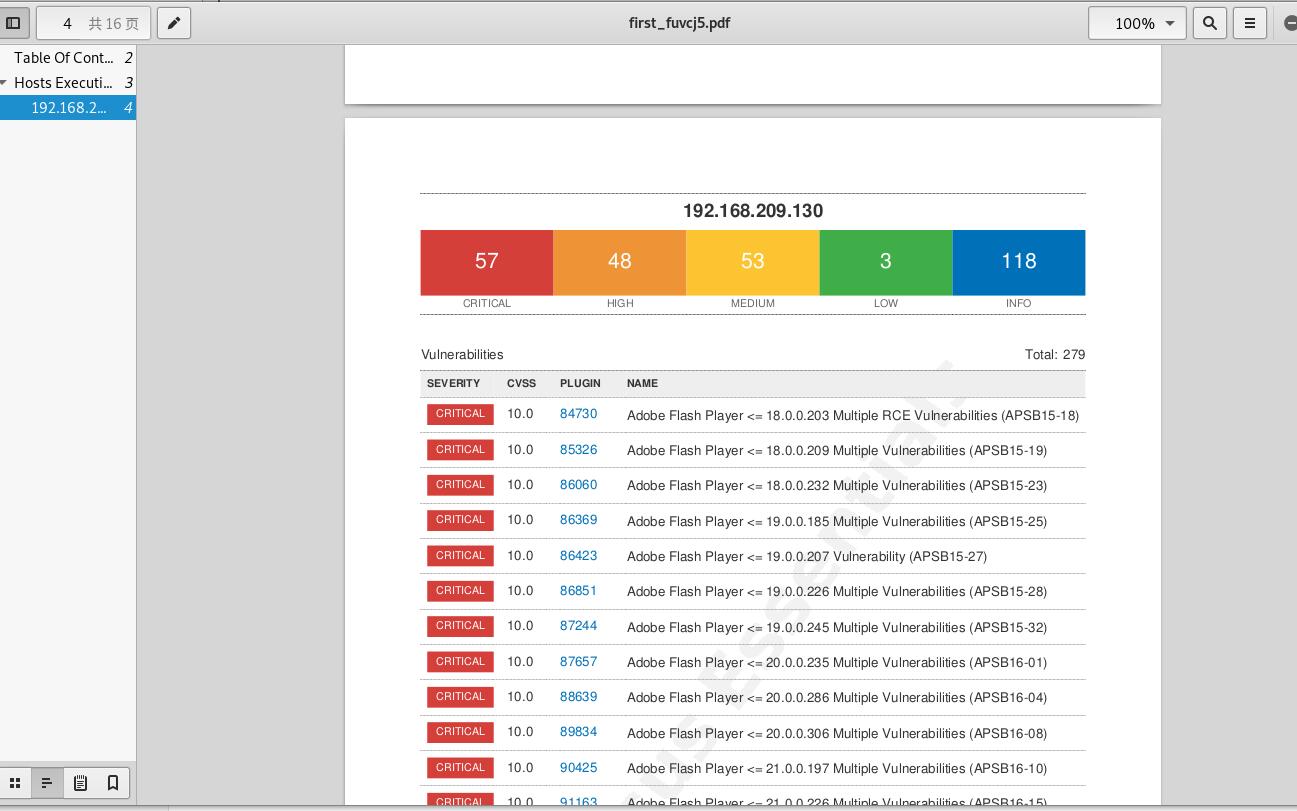 4 共 16 页
first_fuvcj5.pdf
100%
Table Of Cont... 2
Hosts Executi... 3
192.168.2... 4
192.168.209.130
57 48 53 3 118
CRITICAL HIGH MEDIUM LOW INFO
Vulnerabilities Total: 279
SEVERITY CVSS PLUGIN NAME
CRITICAL 10.0 84730 Adobe Flash Player <= 18.0.0.203 Multiple RCE Vulnerabilities (APSB15-18)
CRITICAL 10.0 85326 Adobe Flash Player <= 18.0.0.209 Multiple Vulnerabilities (APSB15-19)
CRITICAL 10.0 86060 Adobe Flash Player <= 18.0.0.232 Multiple Vulnerabilities (APSB15-23)
CRITICAL 10.0 86369 Adobe Flash Player <= 19.0.0.185 Multiple Vulnerabilities (APSB15-25)
CRITICAL 10.0 86423 Adobe Flash Player <= 19.0.0.207 Vulnerability (APSB15-27)
CRITICAL 10.0 86851 Adobe Flash Player <= 19.0.0.226 Multiple Vulnerabilities (APSB15-28)
CRITICAL 10.0 87244 Adobe Flash Player <= 19.0.0.245 Multiple Vulnerabilities (APSB15-32)
CRITICAL 10.0 87657 Adobe Flash Player <= 20.0.0.235 Multiple Vulnerabilities (APSB16-01)
CRITICAL 10.0 88639 Adobe Flash Player <= 20.0.0.286 Multiple Vulnerabilities (APSB16-04)
CRITICAL 10.0 89834 Adobe Flash Player <= 20.0.0.306 Multiple Vulnerabilities (APSB16-08)
CRITICAL 10.0 90425 Adobe Flash Player <= 21.0.0.197 Multiple Vulnerabilities (APSB16-10)
CRITICAL 10.0 91163 Adobe Flash Player <= 21.0.0.226 Multiple Vulnerabilities (APSB16-15)
us Essentials